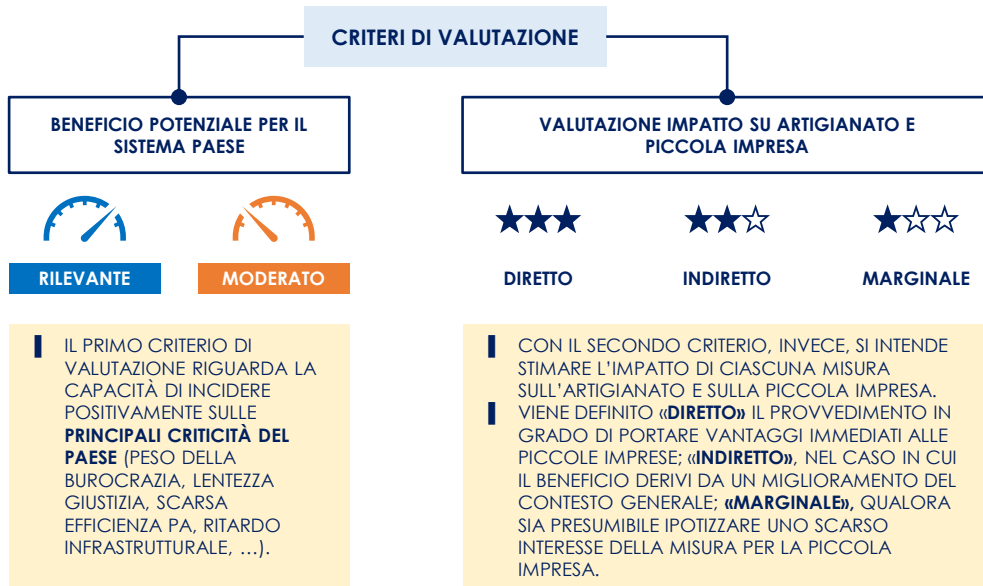 CRITERI DI VALUTAZIONE
BENEFICIO POTENZIALE PER IL
SISTEMA PAESE
RILEVANTE
MODERATO
IL PRIMO CRITERIO DI
VALUTAZIONE RIGUARDA LA
CAPACITÀ DI INCIDERE
POSITIVAMENTE SULLE
PRINCIPALI CRITICITÀ DEL
PAESE (PESO DELLA
BUROCRAZIA, LENTEZZA
GIUSTIZIA, SCARSA
EFFICIENZA PA, RITARDO
INFRASTRUTTURALE, …).
VALUTAZIONE IMPATTO SU ARTIGIANATO E
PICCOLA IMPRESA
DIRETTO
INDIRETTO
MARGINALE
CON IL SECONDO CRITERIO, INVECE, SI INTENDE
STIMARE L’IMPATTO DI CIASCUNA MISURA
SULL’ARTIGIANATO E SULLA PICCOLA IMPRESA.
VIENE DEFINITO «DIRETTO» IL PROVVEDIMENTO IN
GRADO DI PORTARE VANTAGGI IMMEDIATI ALLE
PICCOLE IMPRESE; «INDIRETTO», NEL CASO IN CUI
IL BENEFICIO DERIVI DA UN MIGLIORAMENTO DEL
CONTESTO GENERALE; «MARGINALE», QUALORA
SIA PRESUMIBILE IPOTIZZARE UNO SCARSO
INTERESSE DELLA MISURA PER LA PICCOLA
IMPRESA.